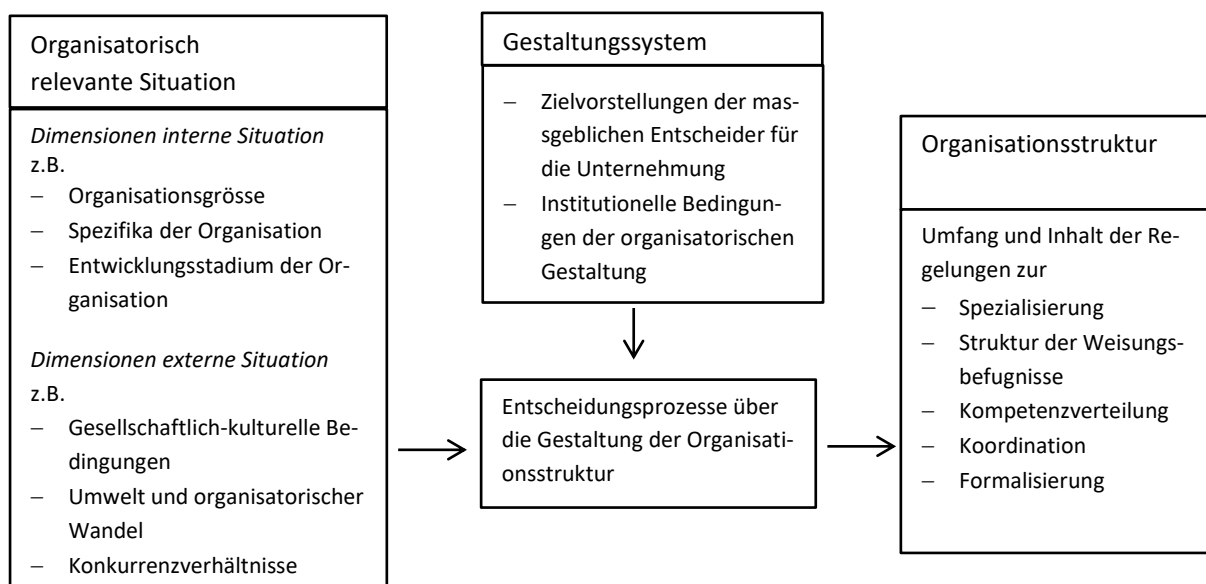 Organisatorisch
relevante Situation
Dimensionen interne Situation
z.B.
– Organisationsgrösse
– Spezifika der Organisation
– Entwicklungsstadium der Or-
ganisation
Dimensionen externe Situation
z.B.
– Gesellschaftlich-kulturelle Be-
dingungen
– Umwelt und organisatorischer
Wandel
– Konkurrenzverhältnisse
Gestaltungssystem
– Zielvorstellungen der mas-
sgeblichen Entscheider für
die Unternehmung
– Institutionelle Bedingun-
gen der organisatorischen
Gestaltung
Entscheidungsprozesse über
die Gestaltung der Organisati-
onsstruktur
Organisationsstruktur
Umfang und Inhalt der Re-
gelungen zur
– Spezialisierung
– Struktur der Weisungs-
befugnisse
– Kompetenzverteilung
– Koordination
– Formalisierung